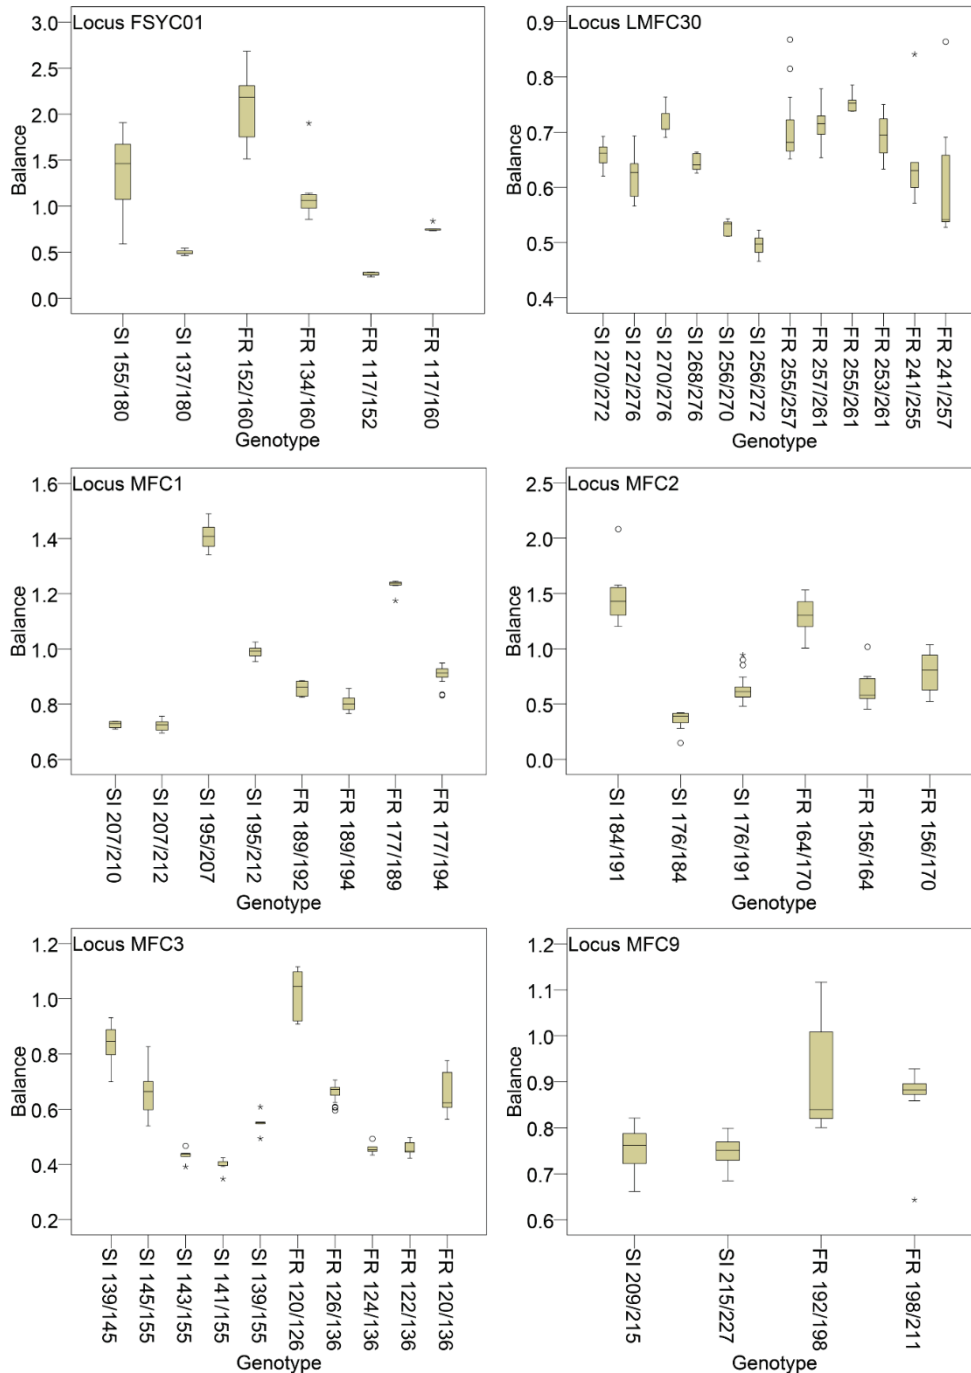 Locus FSYC01
Balance
3.0
2.5
2.0
1.5
1.0
0.5
0.0
SI 155/180
SI 137/180
FR 152/160
FR 134/160
FR 117/152
FR 117/160
Genotype
Locus LMFC30
Balance
0.9
0.8
0.7
0.6
0.5
0.4
SI 270/272
SI 272/276
SI 270/276
SI 268/276
SI 256/270
SI 256/272
FR 255/257
FR 257/261
FR 255/261
FR 253/261
FR 241/255
FR 241/257
Genotype
Locus MFC1
Balance
1.6
1.4
1.2
1.0
0.8
0.6
SI 207/210
SI 207/212
SI 195/207
SI 195/212
FR 189/192
FR 189/194
FR 177/189
FR 177/194
Genotype
Locus MFC2
Balance
2.5
2.0
1.5
1.0
0.5
0.0
SI 184/191
SI 176/184
SI 176/191
FR 164/170
FR 156/164
FR 156/170
Genotype
Locus MFC3
Balance
1.2
1.0
0.8
0.6
0.4
0.2
SI 139/145
SI 145/155
SI 143/155
SI 141/155
SI 139/155
FR 120/126
FR 126/136
FR 124/136
FR 122/136
FR 120/136
Genotype
Locus MFC9
Balance
1.2
1.1
1.0
0.9
0.8
0.7
0.6
SI 209/215
SI 215/227
FR 192/198
FR 198/211
Genotype